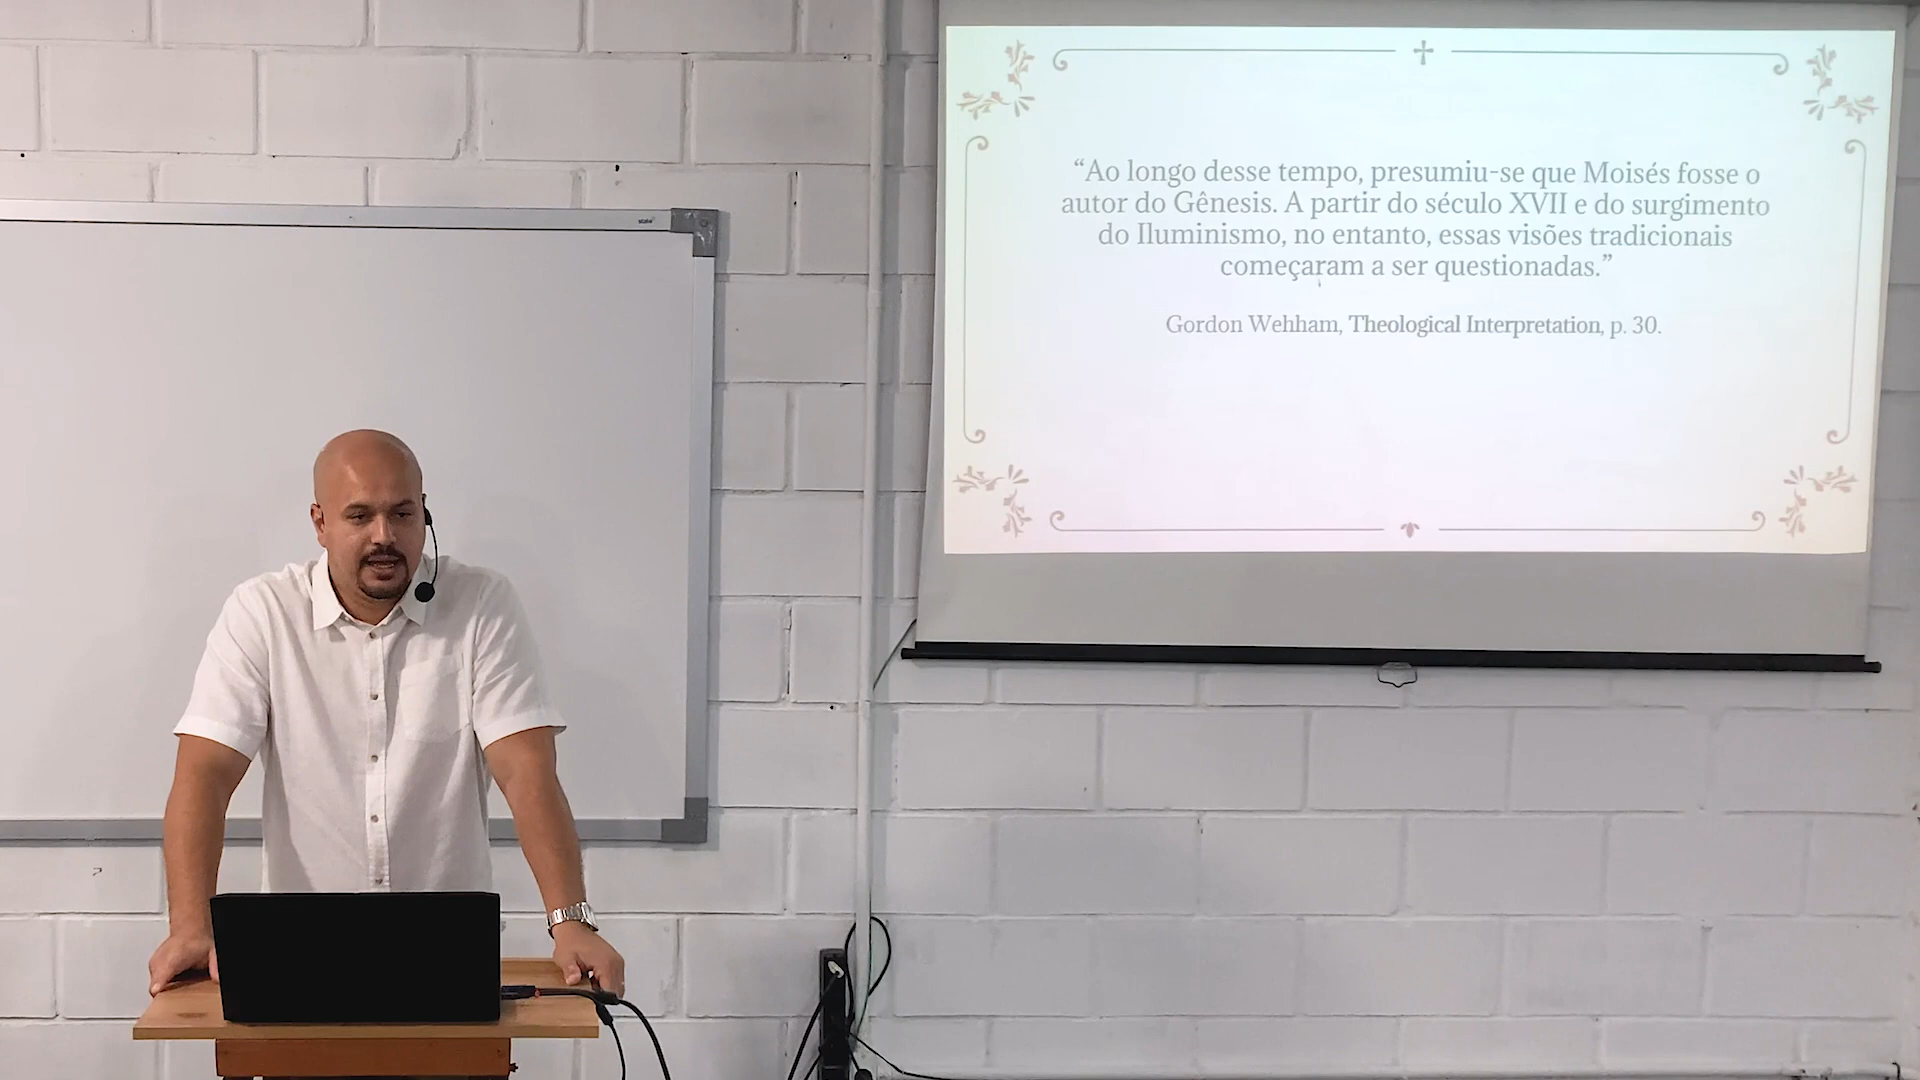 “Ao longo desse tempo, presumiu-se que Moisés fosse o
autor do Gênesis. A partir do século XVII e do surgimento
do Iluminismo, no entanto, essas visões tradicionais
começaram a ser questionadas.”
Gordon Wehham, Theological Interpretation, p. 30.